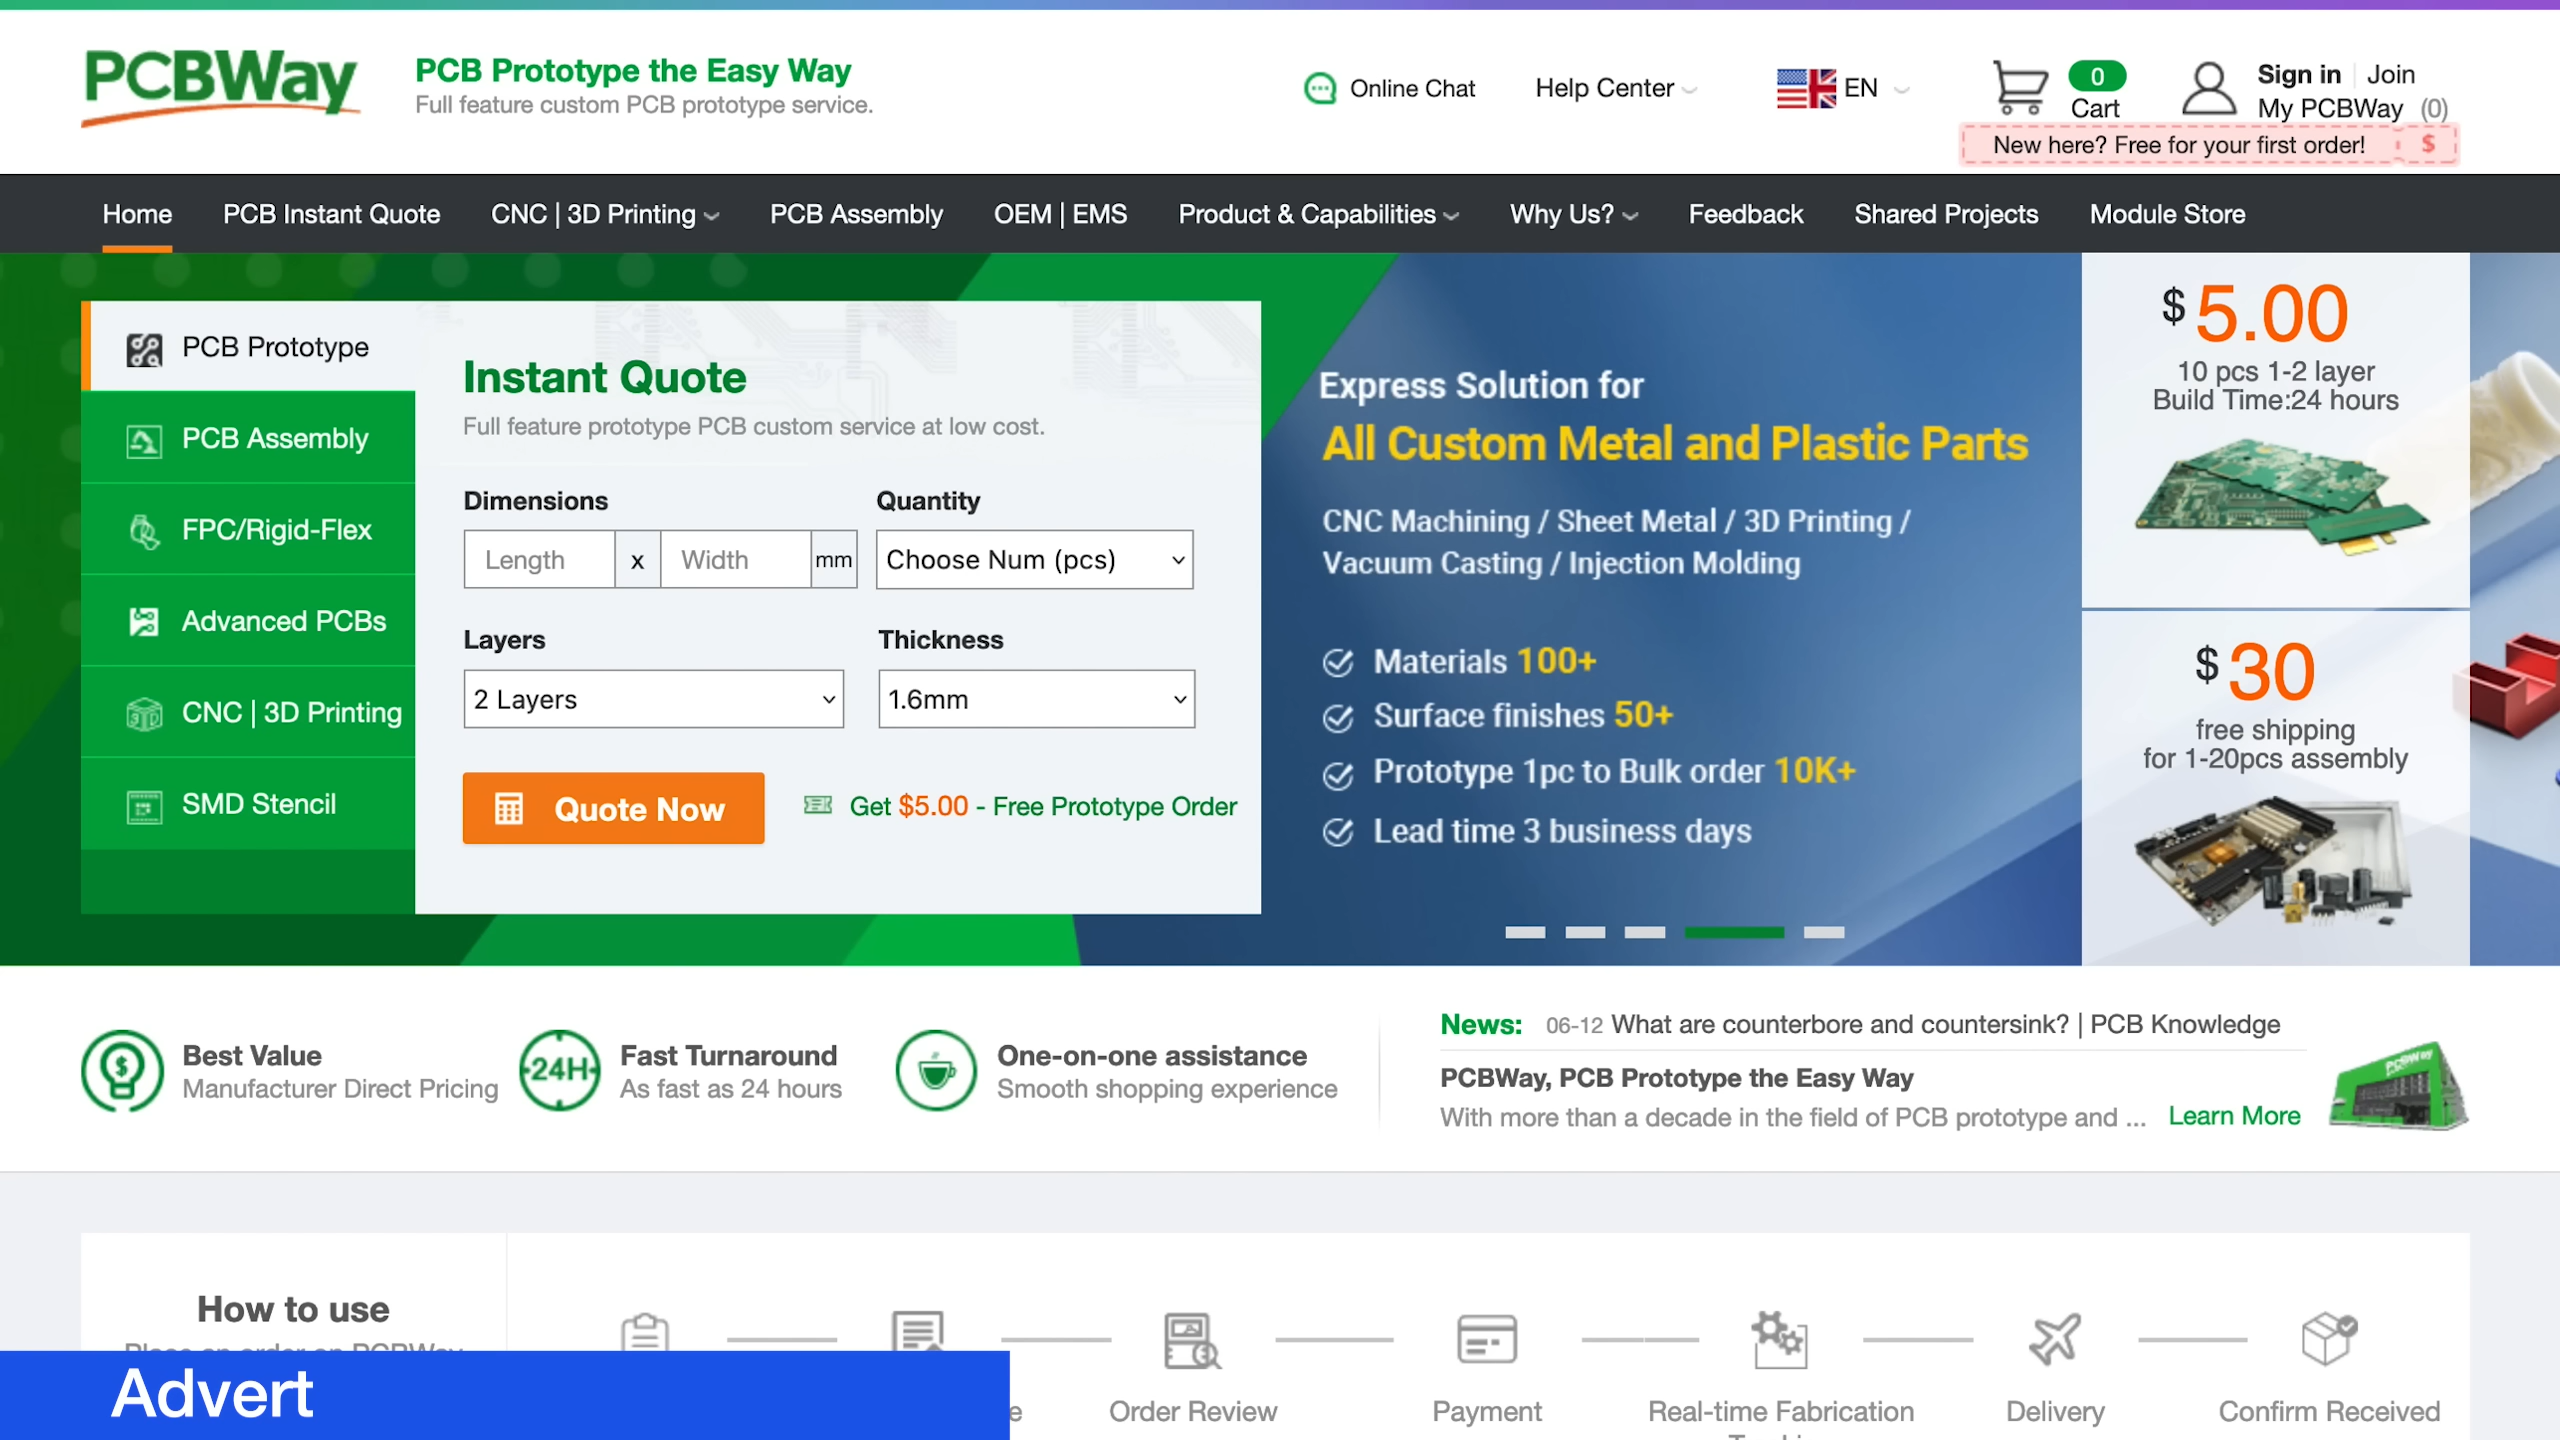 PCBWay
PCB Prototype the Easy Way
Full feature custom PCB prototype service.
Online Chat
Help Center
EN
0
Cart
Sign in
Join
My PCBWay (0)
New here? Free for your first order! $
Home
PCB Instant Quote
CNC | 3D Printing
PCB Assembly
OEM | EMS
Product & Capabilities
Why Us?
Feedback
Shared Projects
Module Store
PCB Prototype
PCB Assembly
FPC/Rigid-Flex
Advanced PCBs
CNC | 3D Printing
SMD Stencil
Instant Quote
Full feature prototype PCB custom service at low cost.
Dimensions
Quantity
Length x Width mm
Choose Num (pcs)
Layers
Thickness
2 Layers
1.6mm
Quote Now
Get $5.00 - Free Prototype Order
Express Solution for
All Custom Metal and Plastic Parts
CNC Machining / Sheet Metal / 3D Printing /
Vacuum Casting / Injection Molding
Materials 100+
Surface finishes 50+
Prototype 1pc to Bulk order 10K+
Lead time 3 business days
$ 5.00
10 pcs 1-2 layer
Build Time:24 hours
$ 30
free shipping
for 1-20pcs assembly
Best Value
Manufacturer Direct Pricing
24H
Fast Turnaround
As fast as 24 hours
One-on-one assistance
Smooth shopping experience
News: 06-12 What are counterbore and countersink? | PCB Knowledge
PCBWay, PCB Prototype the Easy Way
With more than a decade in the field of PCB prototype and ... Learn More
PCBWay
How to use
Place an order on PCBWay
e
Order Review
Payment
Real-time Fabrication
Delivery
Confirm Received
Advert